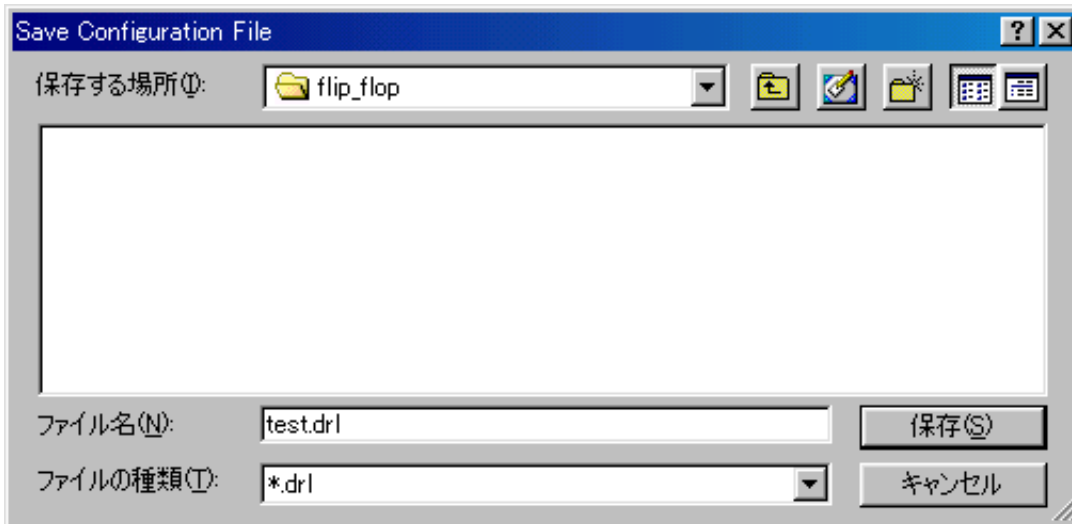 Save Configuration File
保存する場所(I): flip_flop
ファイル名(N): test.drl 保存(S)
ファイルの種類(T): *.drl キャンセル